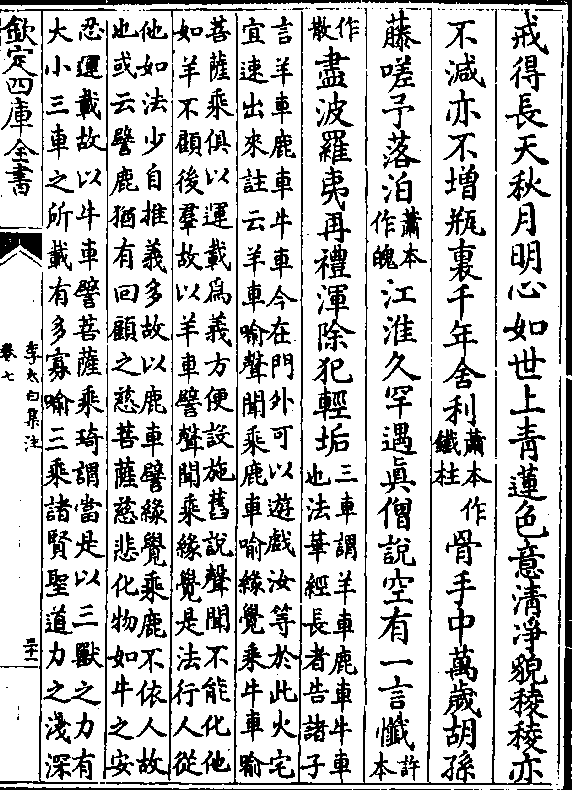 戒得長天秋月明心如世上青蓮色意清淨貌稜稜亦
不減亦不增瓶裏千年舍利蕭本作鐵柱骨手中萬歲胡孫
藤嗟予落泊蕭本作魄江淮久罕遇眞僧說空有一言懺許本
作散盡波羅夷再禮渾除犯輕垢三車謂羊車鹿車牛車也法華經長者告諸子
言羊車鹿車牛車今在門外可以遊戲汝等於此火宅
宜速出來註云羊車喻聲聞乘鹿車喻緣覺乘牛車喻
菩薩乘俱以運載爲義方便設施舊說聲聞不能化他
如羊不顧後羣故以羊車譬聲聞乘緣覺是法行人從
他如法少自推義多故以鹿車譬緣覺乘鹿不依人故
也或云譬鹿猶有回顧之慈菩薩慈悲化物如牛之安
忍運載故以牛車譬菩薩乘琦謂當是以三獸之力有
大小三車之所載有多寡喻三乘諸賢聖道力之淺深
欽定四庫全書
李太白集注
卷七
二十一